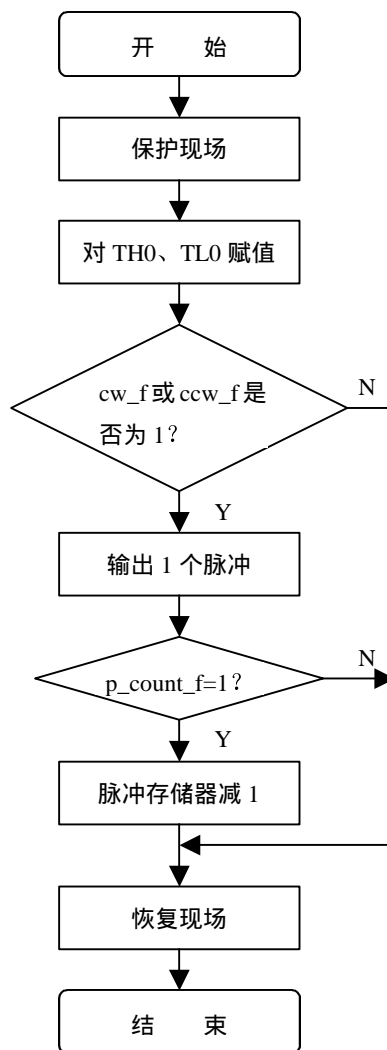 开 始
保护现场
对 TH0、TL0 赋值
cw_f 或 ccw_f 是
否为 1？
N
Y
输出 1 个脉冲
p_count_f=1？
N
Y
脉冲存储器减 1
恢复现场
结 束